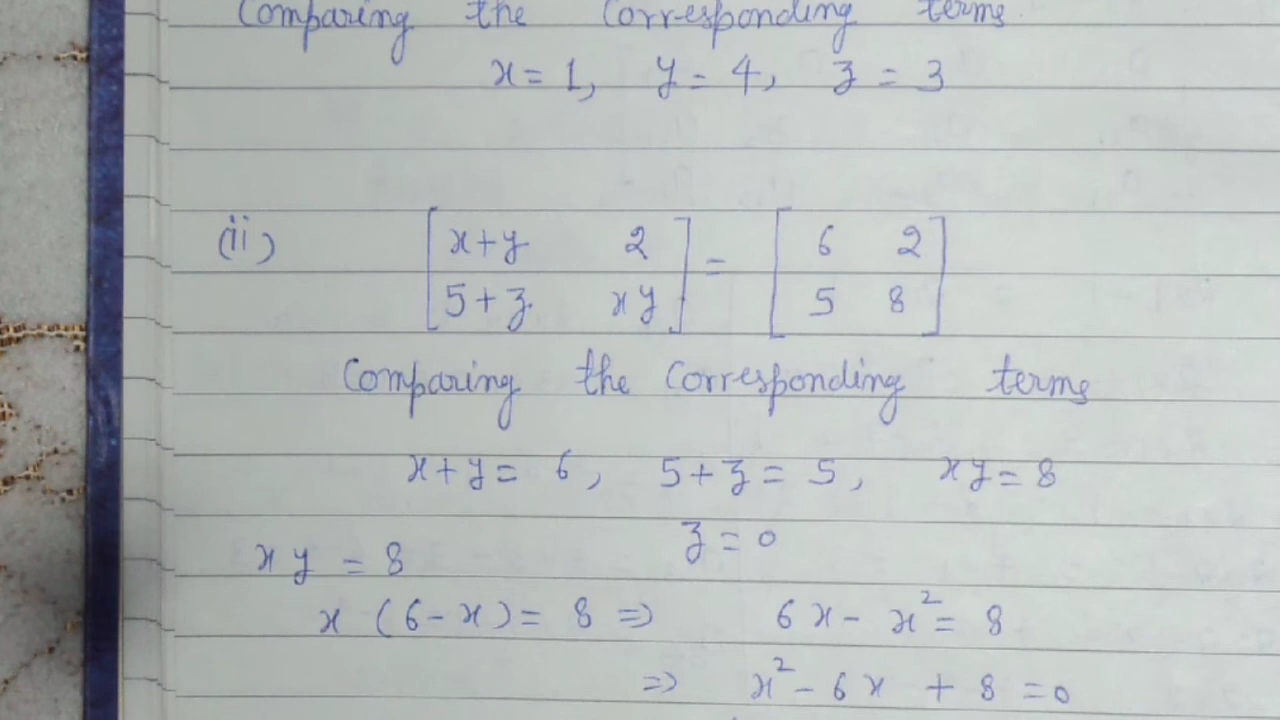 Comparing the Corresponding terms.
x = 1, y = 4, z = 3
(ii) [x+y 2] = [6 2]
[5+z xy] [5 8]
Comparing the Corresponding terms
x+y = 6, 5+z = 5, xy = 8
z = 0
xy = 8
x (6-x) = 8 ⇒ 6x - x² = 8
⇒ x² - 6x + 8 = 0